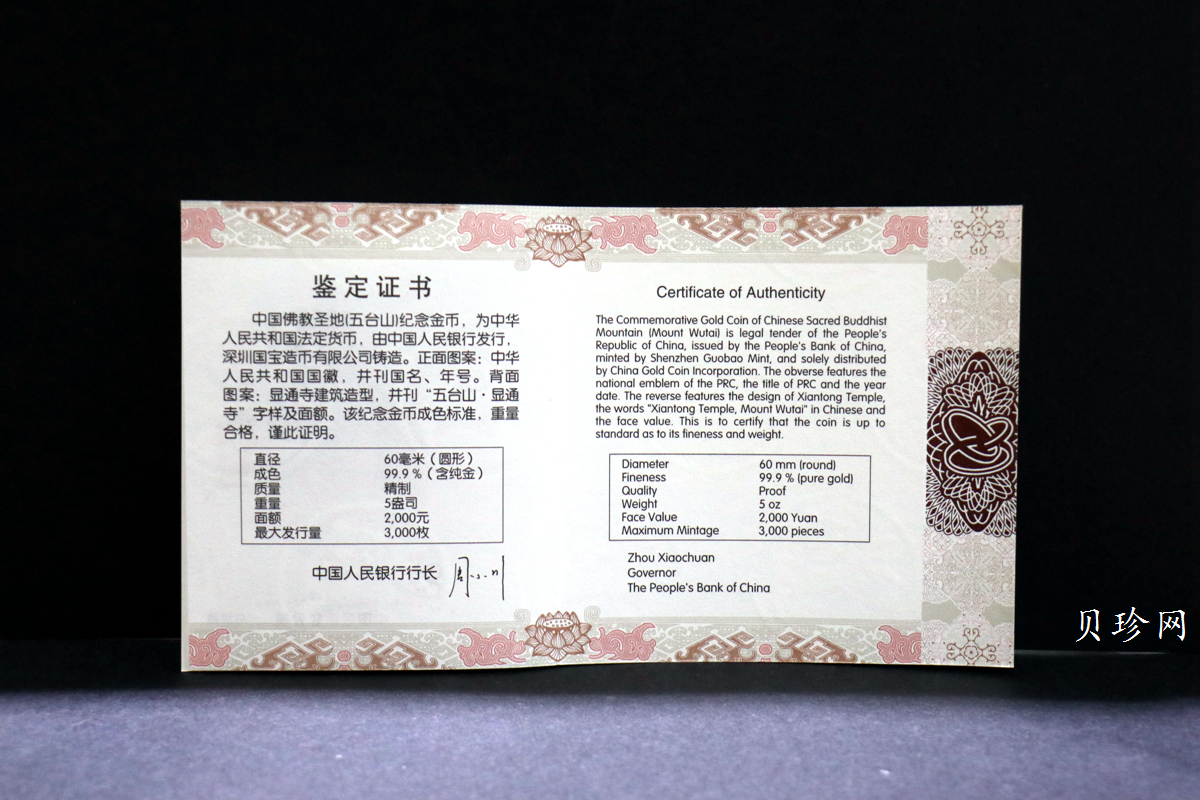 鉴定证书
中国佛教圣地(五台山)纪念金币，为中华
人民共和国法定货币，由中国人民银行发行，
深圳国宝造币有限公司铸造。正面图案：中华
人民共和国国徽，并刊国名、年号。背面
图案：显通寺建筑造型，并刊“五台山·显通
寺”字样及面额。该纪念金币成色标准，重量
合格，谨此证明。
直径 60毫米（圆形）
成色 99.9％（含纯金）
质量 精制
重量 5盎司
面额 2,000元
最大发行量 3,000枚
中国人民银行行长
Certificate of Authenticity
The Commemorative Gold Coin of Chinese Sacred Buddhist
Mountain (Mount Wutai) is legal tender of the People's
Republic of China, issued by the People's Bank of China,
minted by Shenzhen Guobao Mint, and solely distributed
by China Gold Coin Incorporation. The obverse features the
national emblem of the PRC, the title of PRC and the year
date. The reverse features the design of Xiantong Temple,
the words "Xiantong Temple, Mount Wutai" in Chinese and
the face value. This is to certify that the coin is up to
standard as to its fineness and weight.
Diameter 60 mm (round)
Fineness 99.9 % (pure gold)
Quality Proof
Weight 5 oz
Face Value 2,000 Yuan
Maximum Mintage 3,000 pieces
Zhou Xiaochuan
Governor
The People's Bank of China
贝珍网